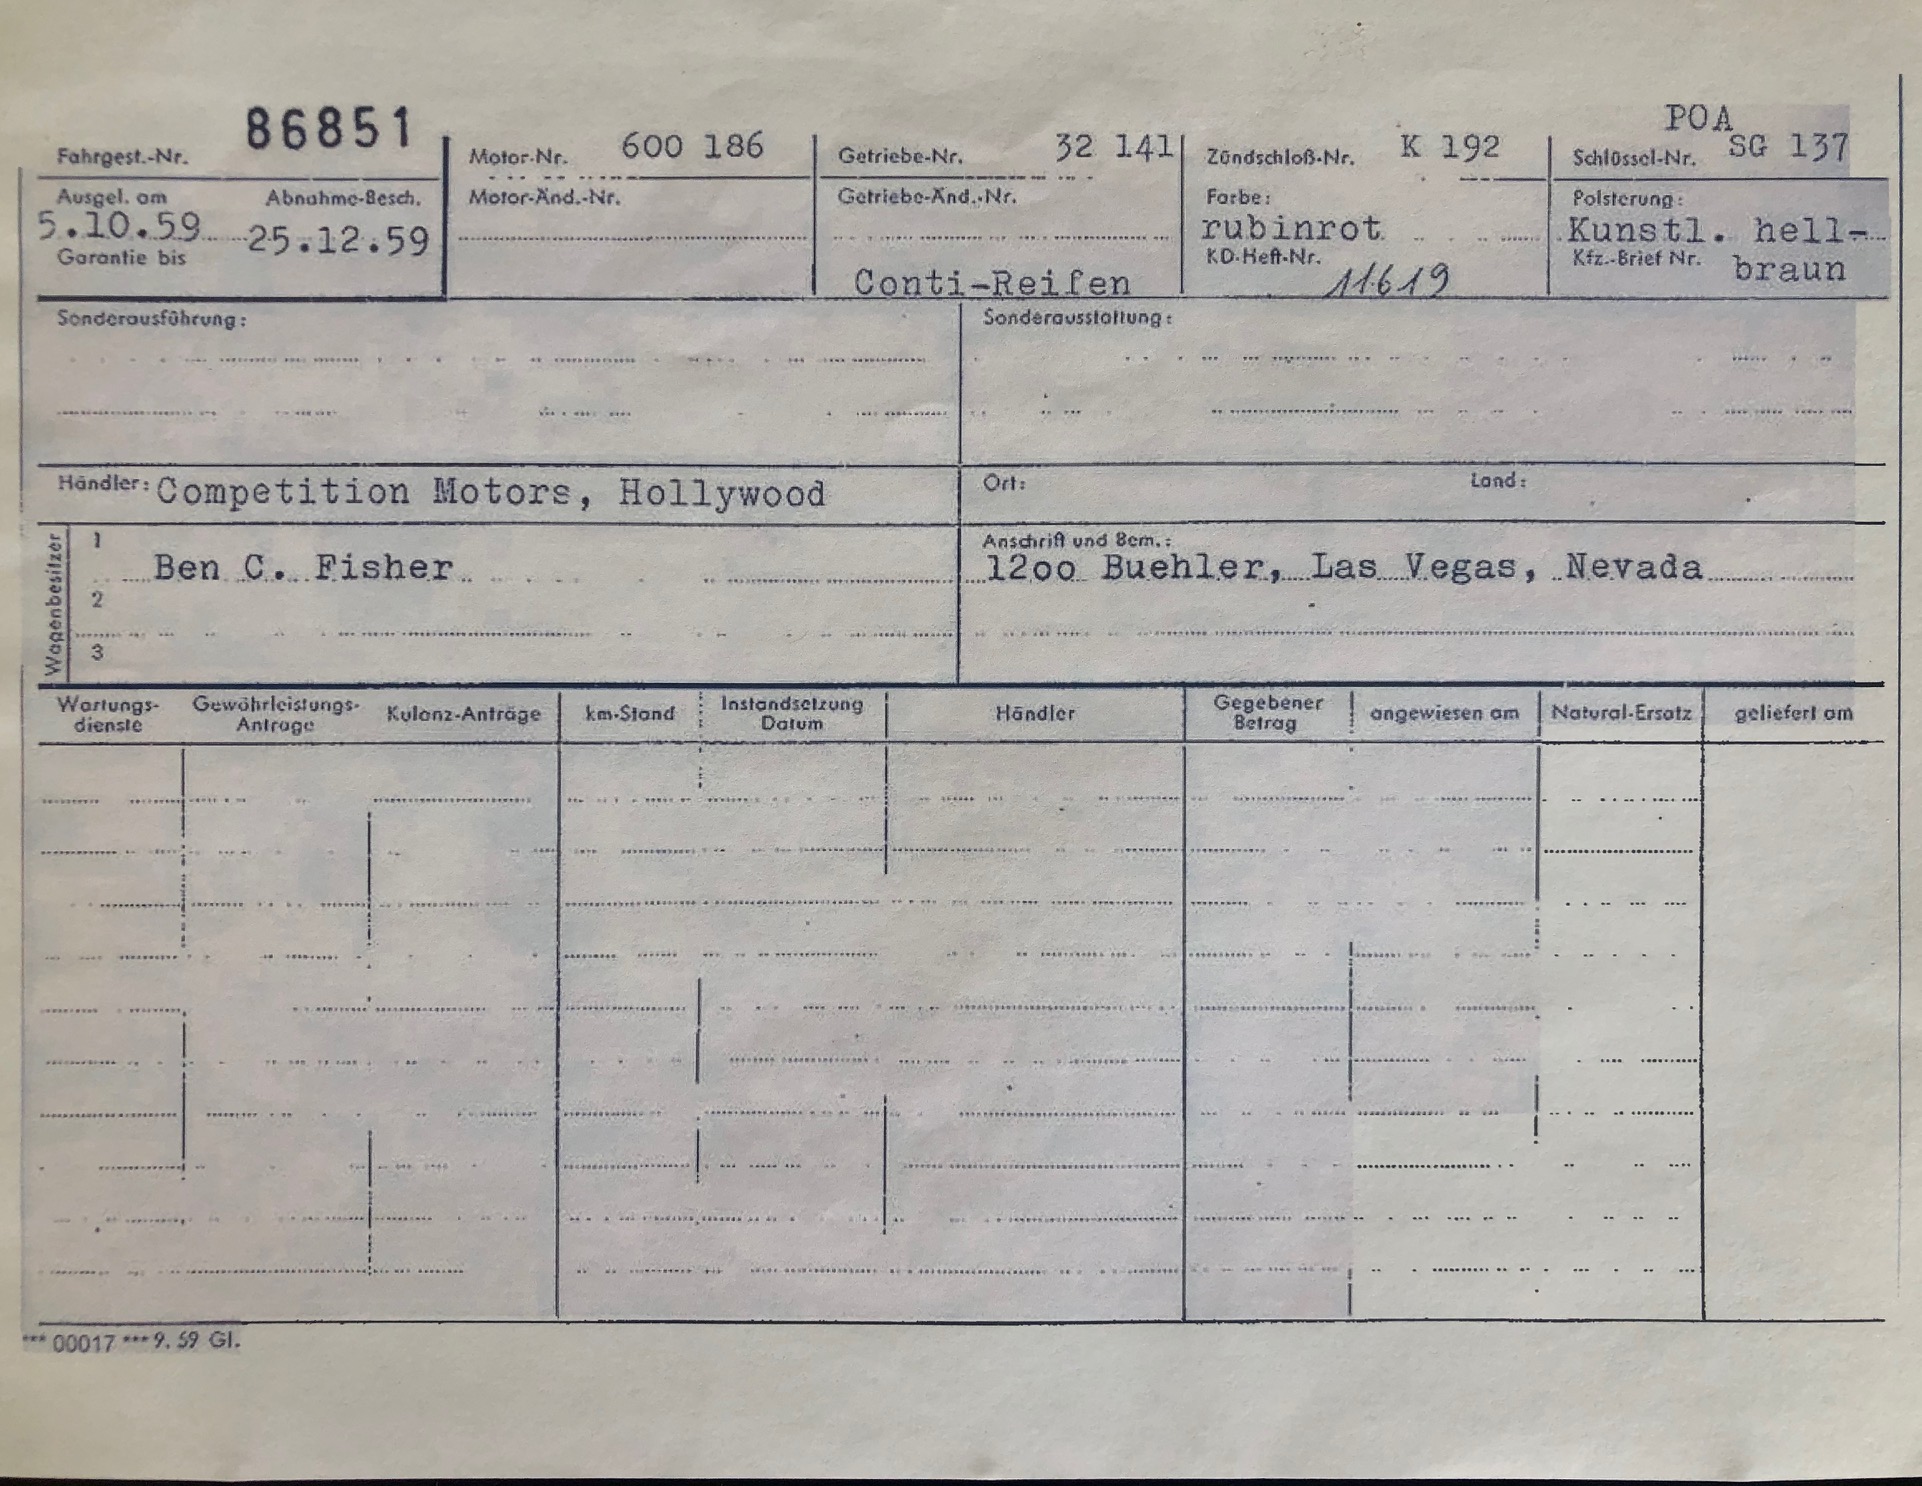 86851
POA
Fahrgest.-Nr.
Motor-Nr. 600 186
Getriebe-Nr. 32 141
Zündschloß-Nr. K 192
Schlüssel-Nr. SG 137
Ausgel. am
Abnahme-Besch.
Motor-Änd.-Nr.
Getriebe-Änd.-Nr.
Farbe:
Polsterung:
5.10.59
25.12.59
rubinrot
Kunstl. hell-
Garantie bis
KD-Heft-Nr.
Kfz.-Brief Nr. braun
Conti-Reifen
11619
Sonderausführung:
Sonderausstattung:
Händler: Competition Motors, Hollywood
Ort:
Land:
Wagenbesitzer
1
Anschrift und Bem.:
Ben C. Fisher
12oo Buehler, Las Vegas, Nevada
2
3
Wartungs-
dienste
Gewährleistungs-
Anträge
Kulanz-Anträge
km-Stand
Instandsetzung
Datum
Händler
Gegebener
Betrag
angewiesen am
Natural-Ersatz
geliefert am
*** 00017 *** 9. 59 Gl.